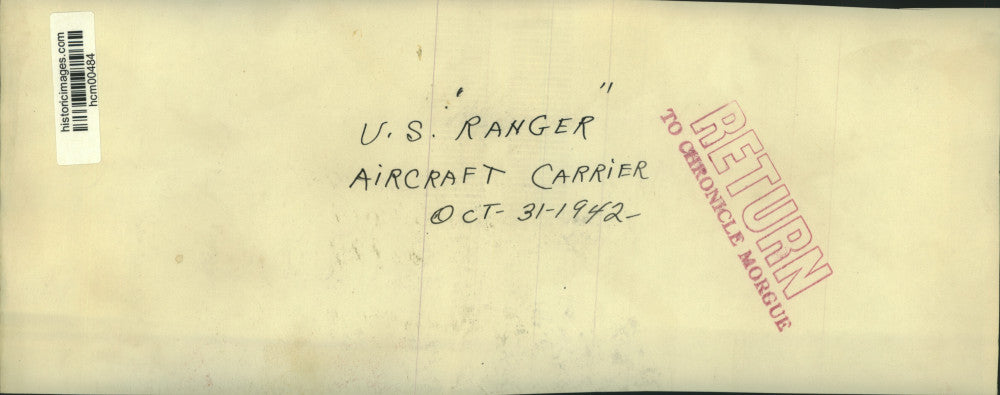 historicimages.com
hcm00484
U.S. "RANGER"
AIRCRAFT CARRIER
OCT- 31-1942-
RETURN
TO CHRONICLE MORGUE